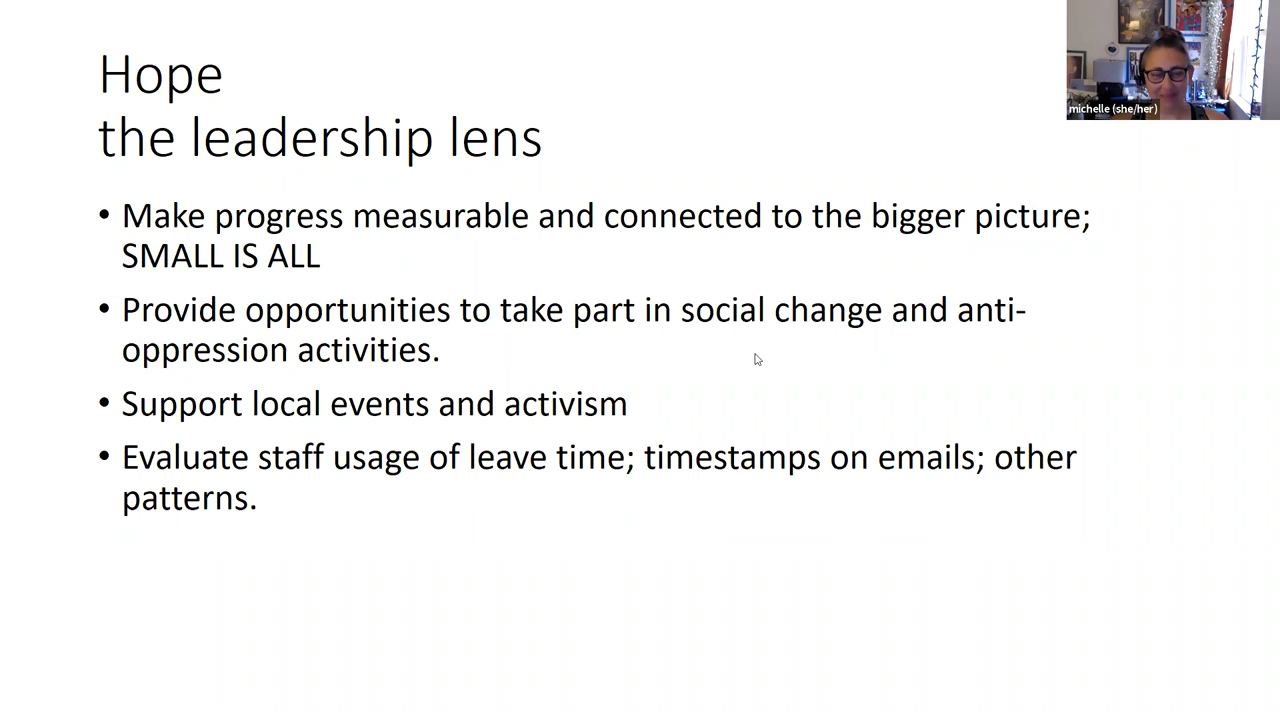 Hope
the leadership lens
michelle (she/her)
• Make progress measurable and connected to the bigger picture;
SMALL IS ALL
• Provide opportunities to take part in social change and anti-
oppression activities.
• Support local events and activism
• Evaluate staff usage of leave time; timestamps on emails; other
patterns.